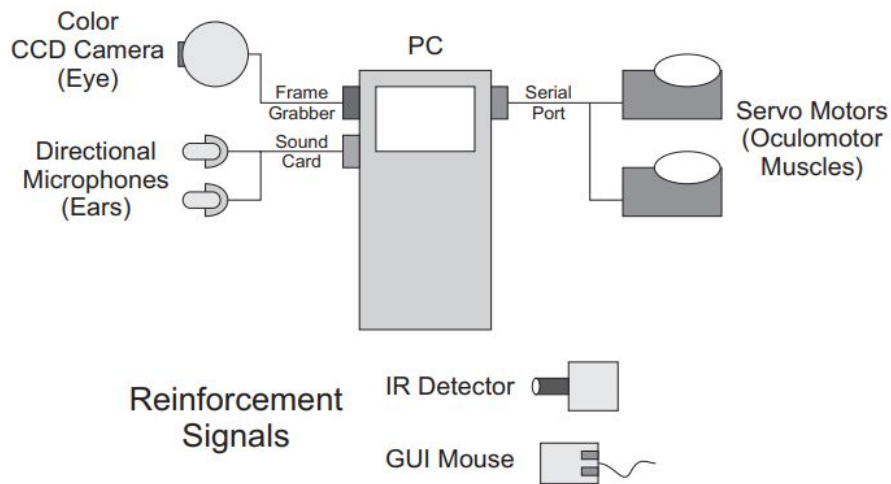 Color
CCD Camera
(Eye)
PC
Frame
Grabber
Serial
Port
Servo Motors
(Oculomotor
Muscles)
Directional
Microphones
(Ears)
Sound
Card
Reinforcement
Signals
IR Detector
GUI Mouse